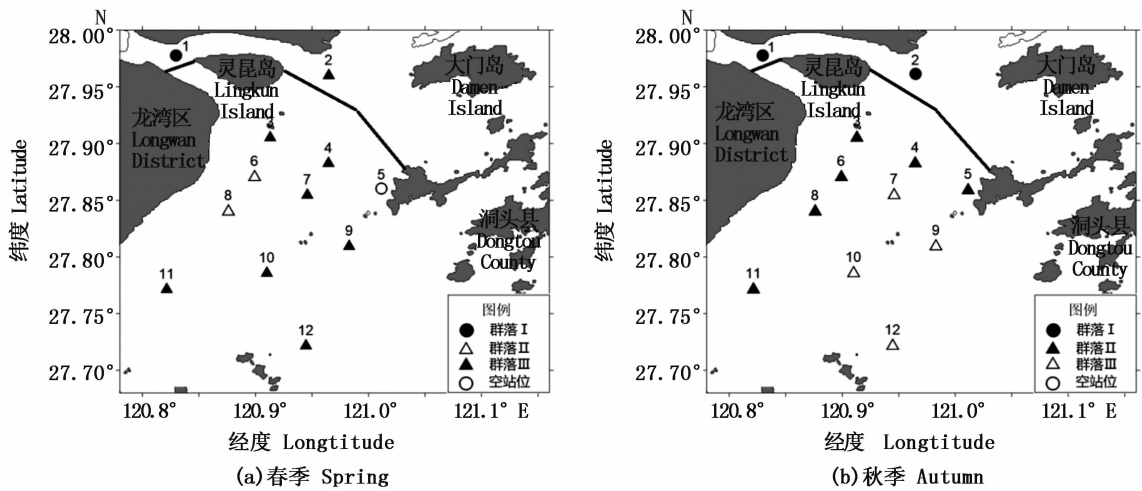 N
28.00°
27.95°
27.90°
27.85°
27.80°
27.75°
27.70°
纬度 Latitude
1
2
3
4
5
6
7
8
9
10
11
12
灵昆岛
Lingkun
Island
大门岛
Damen
Island
龙湾区
Longwan
District
洞头县
Dongtou
County
图例
群落Ⅰ
群落Ⅱ
群落Ⅲ
空站位
120.8° 120.9° 121.0° 121.1° E
经度 Longtitude
(a)春季 Spring
N
28.00°
27.95°
27.90°
27.85°
27.80°
27.75°
27.70°
纬度 Latitude
1
2
3
4
5
6
7
8
9
10
11
12
灵昆岛
Lingkun
Island
大门岛
Damen
Island
龙湾区
Longwan
District
洞头县
Dongtou
County
图例
群落Ⅰ
群落Ⅱ
群落Ⅲ
空站位
120.8° 120.9° 121.0° 121.1° E
经度 Longtitude
(b)秋季 Autumn